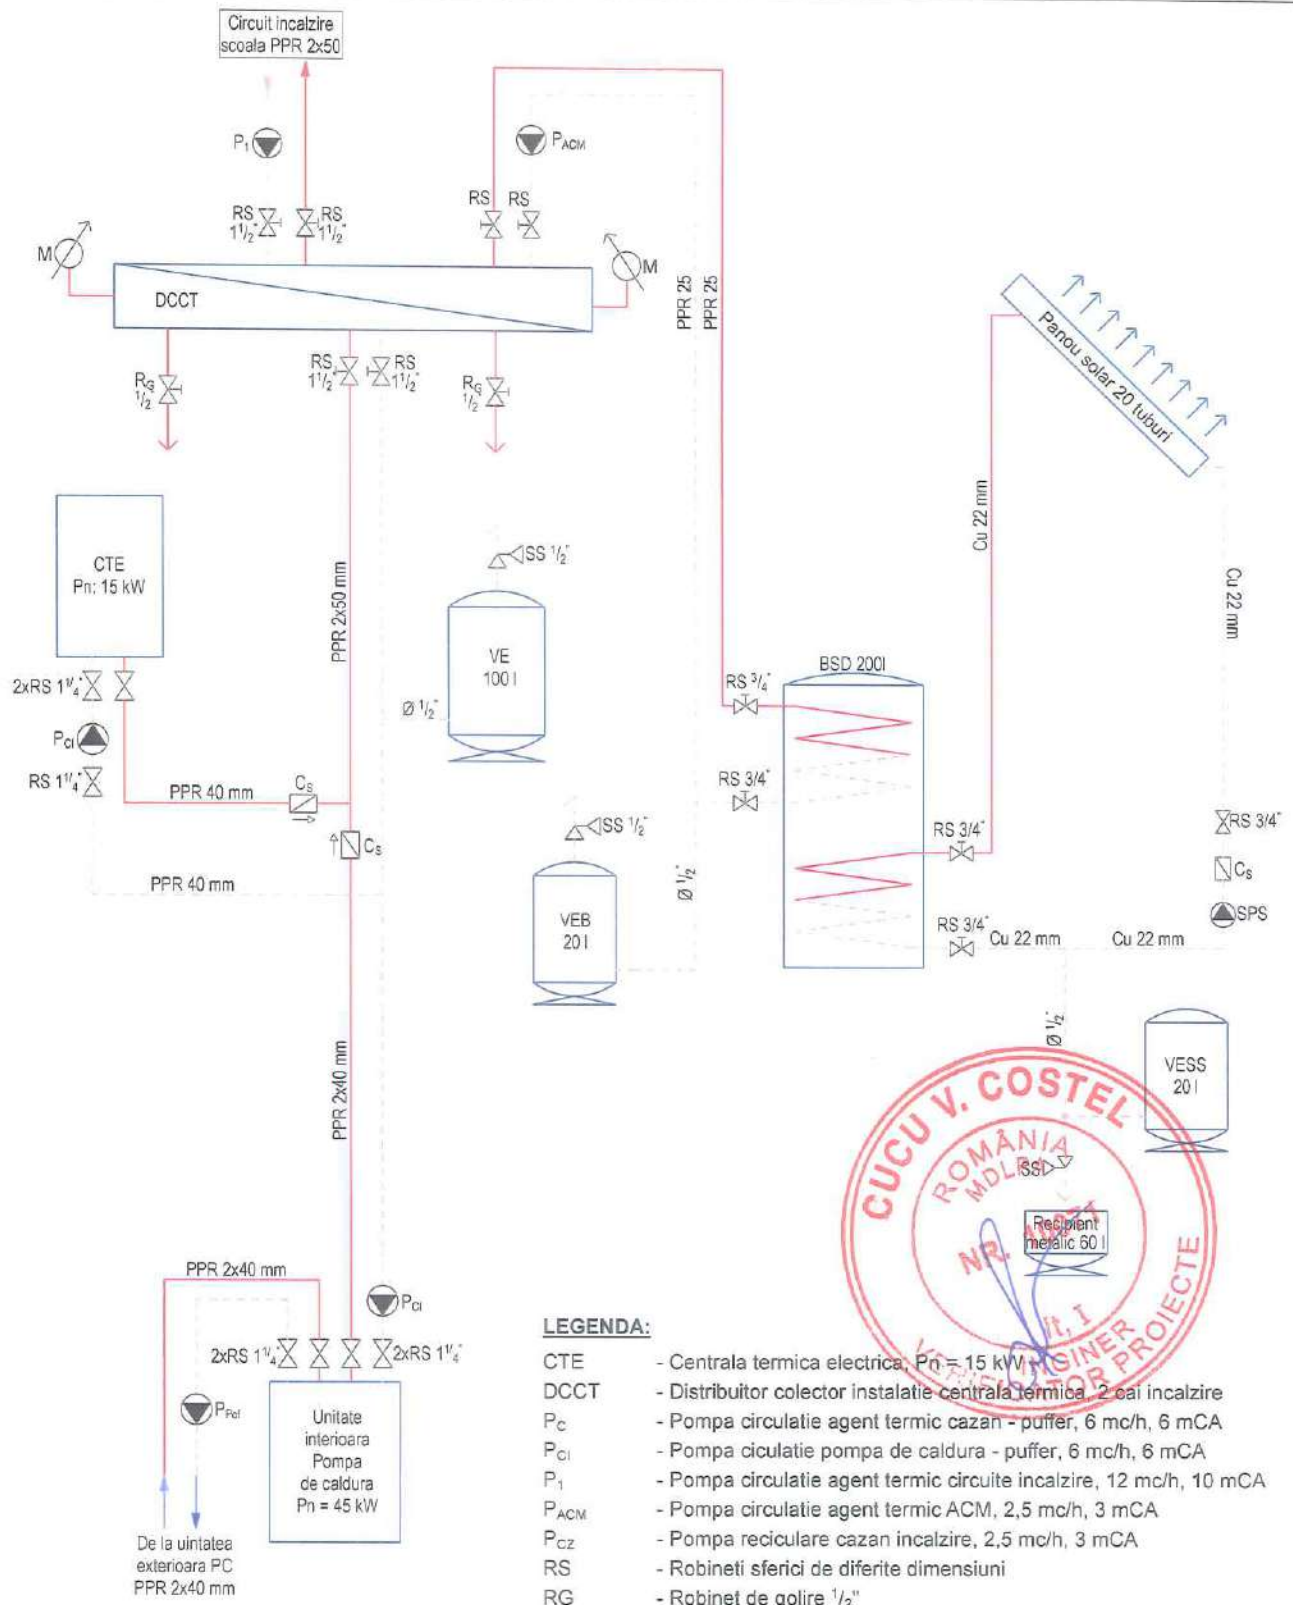 Circuit incalzire
scoala PPR 2x50
P1
PACM
RS
1 1/2"
RS
1 1/2"
RS
RS
M
M
DCCT
PPR 25
PPR 25
RG
1/2
RS
1 1/2"
RS
1 1/2"
RG
1/2
Panou solar 20 tuburi
CTE
Pn: 15 kW
PPR 2x50 mm
SS 1/2"
VE
100 l
Ø 1/2"
Cu 22 mm
Cu 22 mm
2xRS 1 1/4"
PCI
RS 1 1/4"
PPR 40 mm
CS
CS
PPR 40 mm
BSD 200l
RS 3/4"
RS 3/4"
RS 3/4"
RS 3/4"
SS 1/2"
VEB
20 l
Ø 1/2"
RS 3/4"
CS
SPS
Cu 22 mm
Cu 22 mm
Ø 1/2"
VESS
20 l
PPR 2x40 mm
CUCU V. COSTEL
ROMÂNIA
MDLPA
SS
NR.
Recipient
metalic 60 l
It, I
INGINER
VERIFICATOR PROIECTE
PPR 2x40 mm
PCI
2xRS 1 1/4"
2xRS 1 1/4"
Unitate
interioara
Pompa
de caldura
Pn = 45 kW
De la uintatea
exterioara PC
PPR 2x40 mm
LEGENDA:
CTE - Centrala termica electrica, Pn = 15 kW
DCCT - Distribuitor colector instalatie centrala termica, 2 cai incalzire
PC - Pompa circulatie agent termic cazan - puffer, 6 mc/h, 6 mCA
PCI - Pompa ciculatie pompa de caldura - puffer, 6 mc/h, 6 mCA
P1 - Pompa circulatie agent termic circuite incalzire, 12 mc/h, 10 mCA
PACM - Pompa circulatie agent termic ACM, 2,5 mc/h, 3 mCA
PCZ - Pompa reciculare cazan incalzire, 2,5 mc/h, 3 mCA
RS - Robineti sferici de diferite dimensiuni
RG - Robinet de golire 1/2"